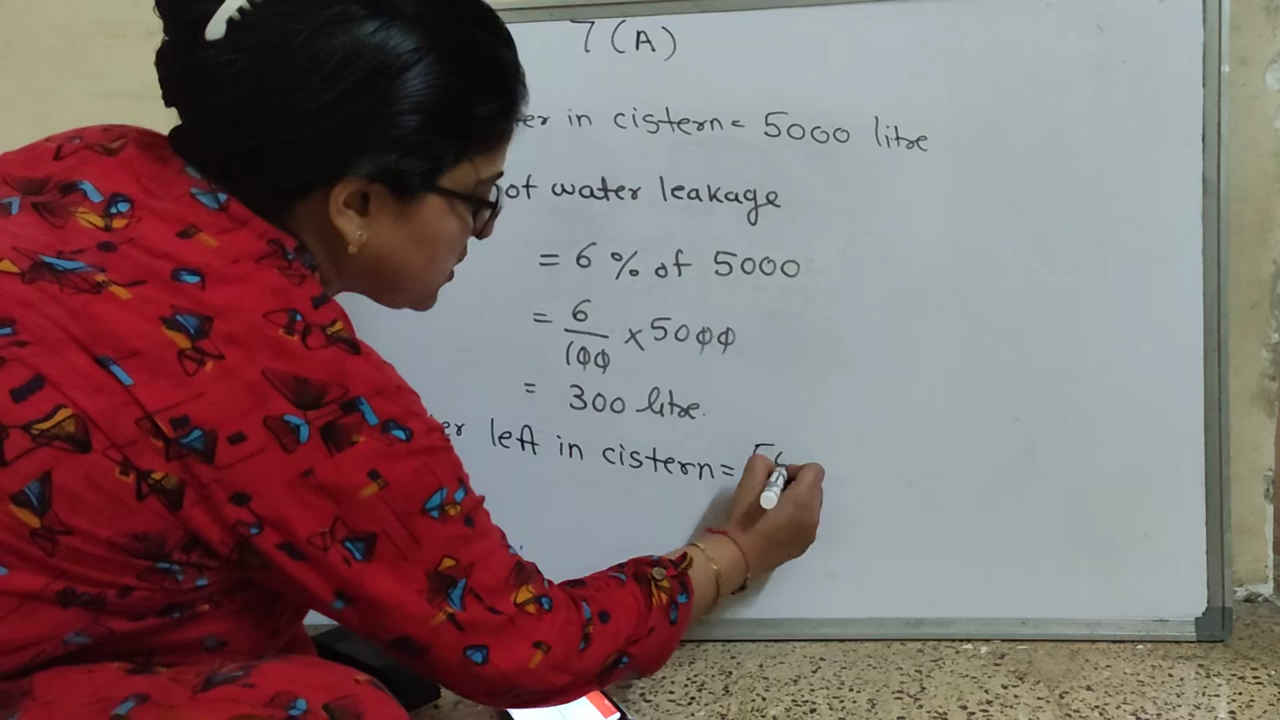 7 (A)
er in cistern = 5000 litre
of water leakage
= 6 % of 5000
= 6/100 × 5000
= 300 litre.
er left in cistern = 5